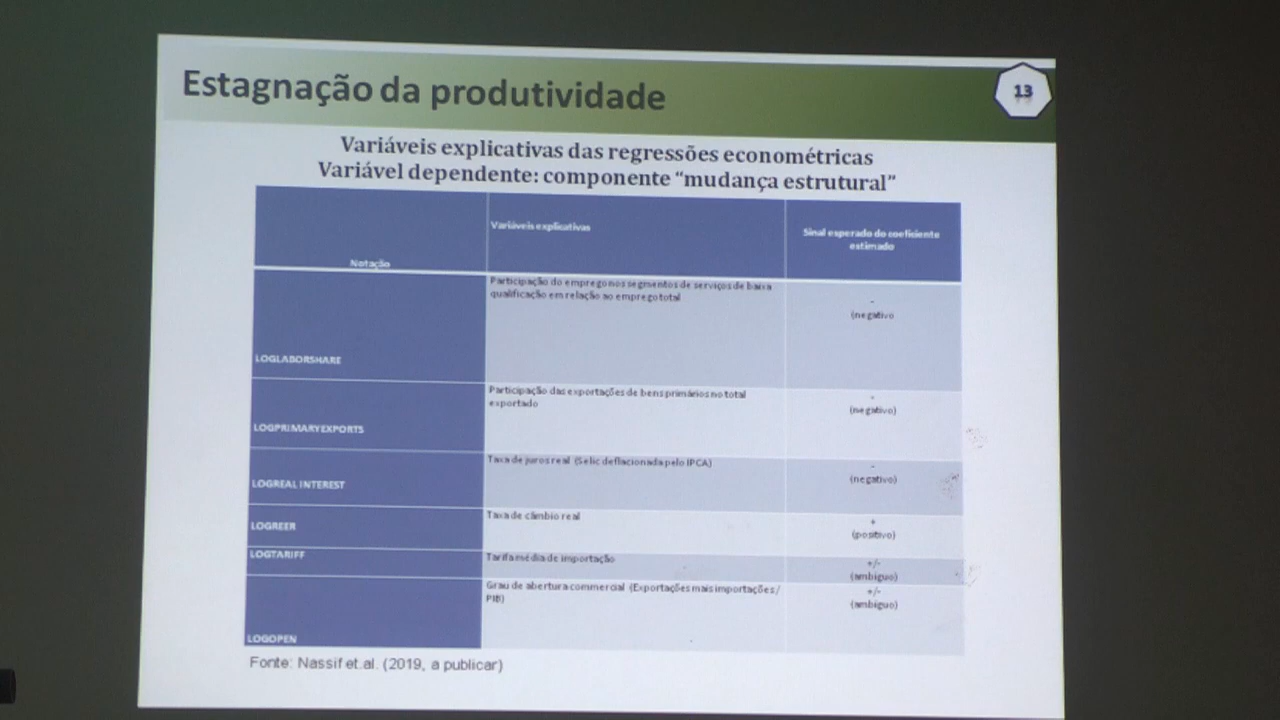 Estagnação da produtividade
13
Variáveis explicativas das regressões econométricas
Variável dependente: componente “mudança estrutural”
Notação
Variáveis explicativas
Sinal esperado do coeficiente
estimado
LOGLABORSHARE
Participação do emprego nos segmentos de serviços de baixa
qualificação em relação ao emprego total
-
(negativo
LOGPRIMARYEXPORTS
Participação das exportações de bens primários no total
exportado
-
(negativo)
LOGREAL INTEREST
Taxa de juros real (Selic deflacionada pelo IPCA)
-
(negativo)
LOGREER
Taxa de câmbio real
+
(positivo)
LOGTARIFF
Tarifa média de importação
+/-
(ambíguo)
LOGOPEN
Grau de abertura commercial (Exportações mais importações /
PIB)
+/-
(ambíguo)
Fonte: Nassif et.al. (2019, a publicar)